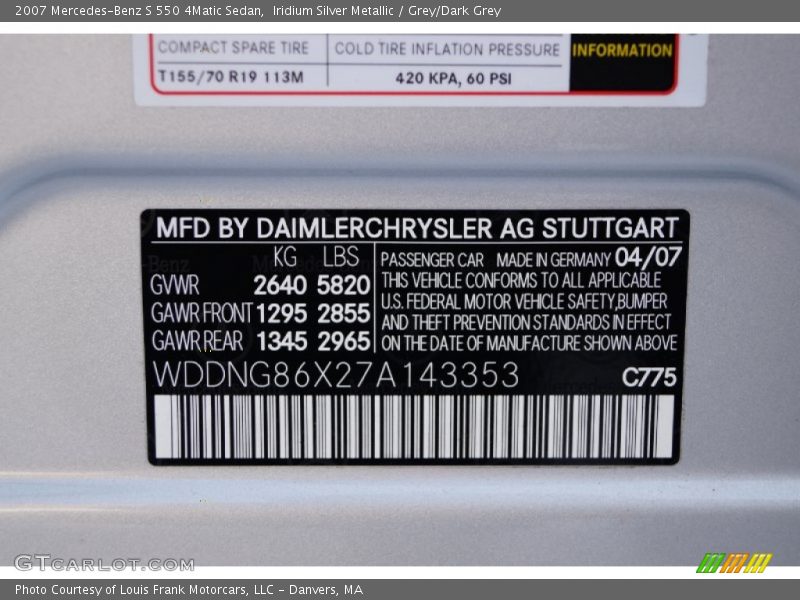 2007 Mercedes-Benz S 550 4Matic Sedan,  Iridium Silver Metallic / Grey/Dark Grey
COMPACT SPARE TIRE COLD TIRE INFLATION PRESSURE INFORMATION
T155/70 R19 113M 420 KPA, 60 PSI
MFD BY DAIMLERCHRYSLER AG STUTTGART
KG LBS
GVWR 2640 5820
GAWR FRONT 1295 2855
GAWR REAR 1345 2965
PASSENGER CAR MADE IN GERMANY 04/07
THIS VEHICLE CONFORMS TO ALL APPLICABLE
U.S. FEDERAL MOTOR VEHICLE SAFETY,BUMPER
AND THEFT PREVENTION STANDARDS IN EFFECT
ON THE DATE OF MANUFACTURE SHOWN ABOVE
WDDNG86X27A143353 C775
GTCARLOT.COM
Photo Courtesy of Louis Frank Motorcars, LLC - Danvers, MA